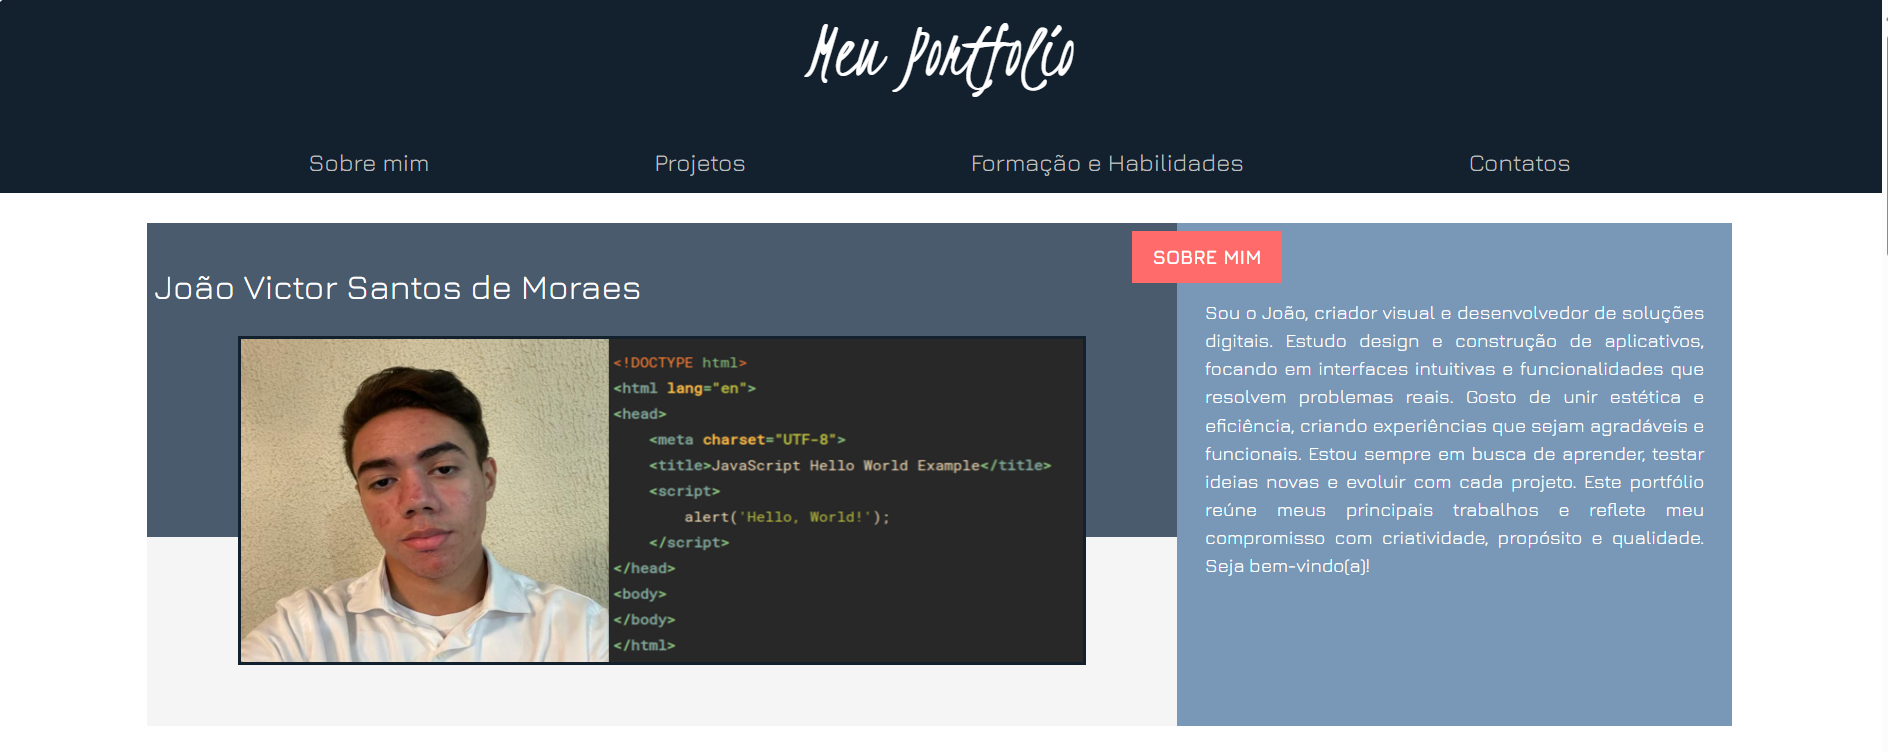 Meu Portfolio
Sobre mim
Projetos
Formação e Habilidades
Contatos
João Victor Santos de Moraes
<!DOCTYPE html>
<html lang="en">
<head>
<meta charset="UTF-8">
<title>JavaScript Hello World Example</title>
<script>
alert('Hello, World!');
</script>
</head>
<body>
</body>
</html>
SOBRE MIM
Sou o João, criador visual e desenvolvedor de soluções
digitais. Estudo design e construção de aplicativos,
focando em interfaces intuitivas e funcionalidades que
resolvem problemas reais. Gosto de unir estética e
eficiência, criando experiências que sejam agradáveis e
funcionais. Estou sempre em busca de aprender, testar
ideias novas e evoluir com cada projeto. Este portfólio
reúne meus principais trabalhos e reflete meu
compromisso com criatividade, propósito e qualidade.
Seja bem-vindo(a)!